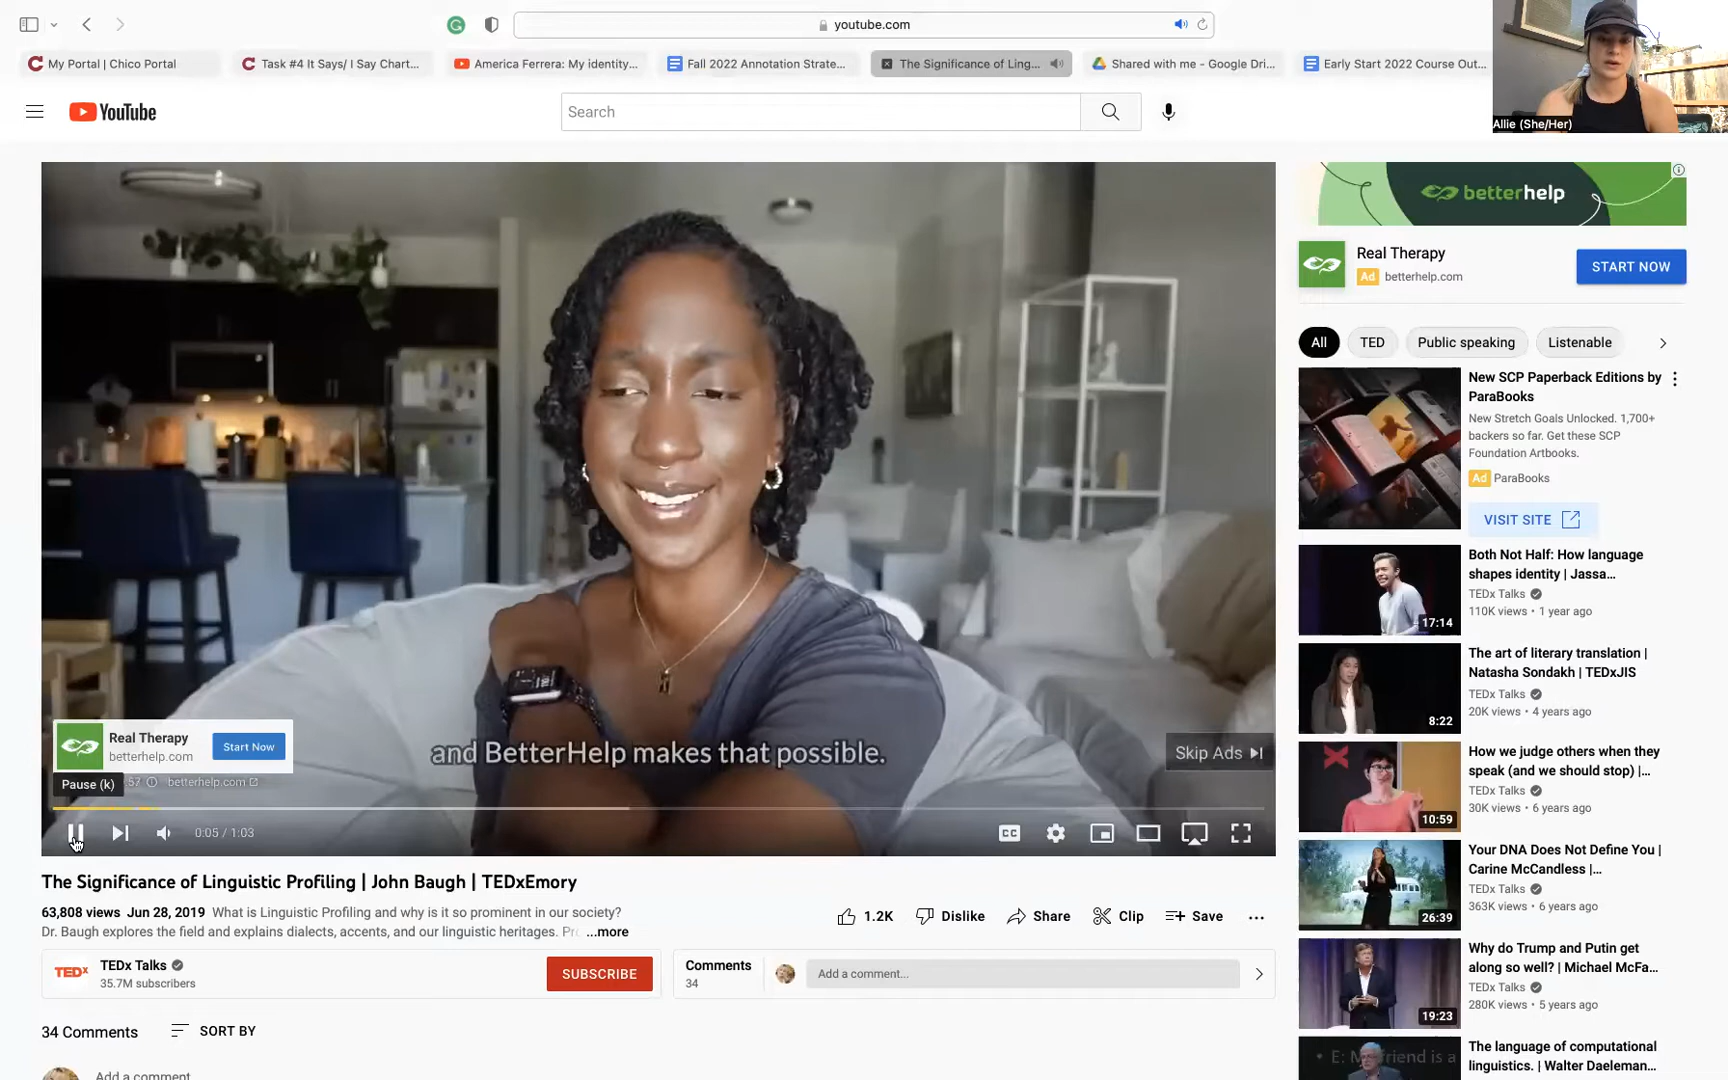 youtube.com
My Portal | Chico Portal
Task #4 It Says/ I Say Chart...
America Ferrera: My identity...
Fall 2022 Annotation Strate...
The Significance of Ling...
Shared with me - Google Dri...
Early Start 2022 Course Out...
Allie (She/Her)
YouTube
Search
betterhelp
Real Therapy
Ad betterhelp.com
START NOW
All
TED
Public speaking
Listenable
New SCP Paperback Editions by
ParaBooks
New Stretch Goals Unlocked. 1,700+
backers so far. Get these SCP
Foundation Artbooks.
Ad ParaBooks
VISIT SITE
Both Not Half: How language
shapes identity | Jassa...
TEDx Talks
110K views • 1 year ago
17:14
The art of literary translation |
Natasha Sondakh | TEDxJIS
TEDx Talks
20K views • 4 years ago
8:22
How we judge others when they
speak (and we should stop) |...
TEDx Talks
30K views • 6 years ago
10:59
Your DNA Does Not Define You |
Carine McCandless |...
TEDx Talks
363K views • 6 years ago
26:39
Why do Trump and Putin get
along so well? | Michael McFa...
TEDx Talks
280K views • 5 years ago
19:23
The language of computational
linguistics. | Walter Daeleman...
Real Therapy
betterhelp.com
Start Now
and BetterHelp makes that possible.
Skip Ads
Pause (k)
:57 betterhelp.com
0:05 / 1:03
CC
The Significance of Linguistic Profiling | John Baugh | TEDxEmory
63,808 views Jun 28, 2019 What is Linguistic Profiling and why is it so prominent in our society?
Dr. Baugh explores the field and explains dialects, accents, and our linguistic heritages. ...more
1.2K
Dislike
Share
Clip
Save
TEDx
TEDx Talks
35.7M subscribers
SUBSCRIBE
Comments
34
Add a comment...
34 Comments
SORT BY
Add a comment